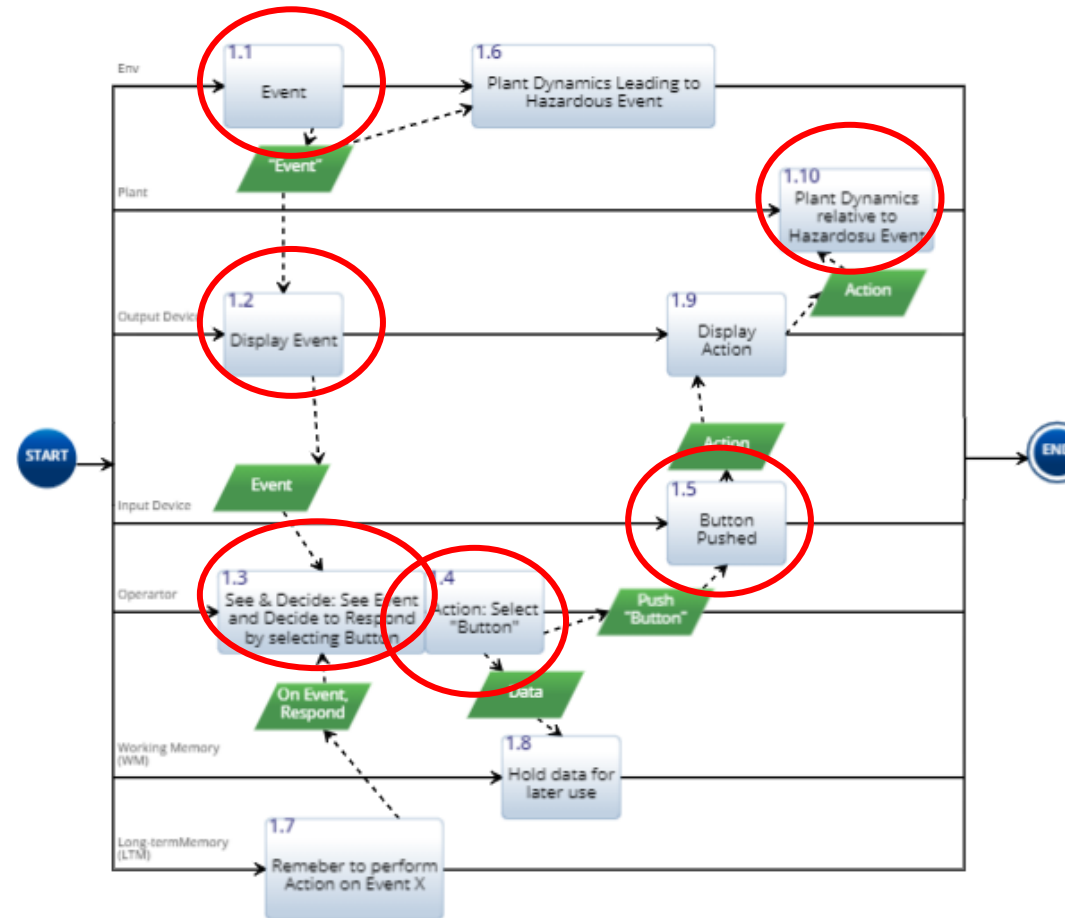 1.1
Event
1.6
Plant Dynamics Leading to
Hazardous Event
Env
"Event"
Plant
1.10
Plant Dynamics
relative to
Hazardosu Event
Action
1.2
Display Event
Output Device
1.9
Display
Action
START
END
Event
Action
Input Device
1.5
Button
Pushed
Operartor
1.3
See & Decide: See Event
and Decide to Respond
by selecting Button
1.4
Action: Select
"Button"
Push
"Button"
On Event,
Respond
Data
Working Memory
(WM)
1.8
Hold data for
later use
Long-termMemory
(LTM)
1.7
Remeber to perform
Action on Event X